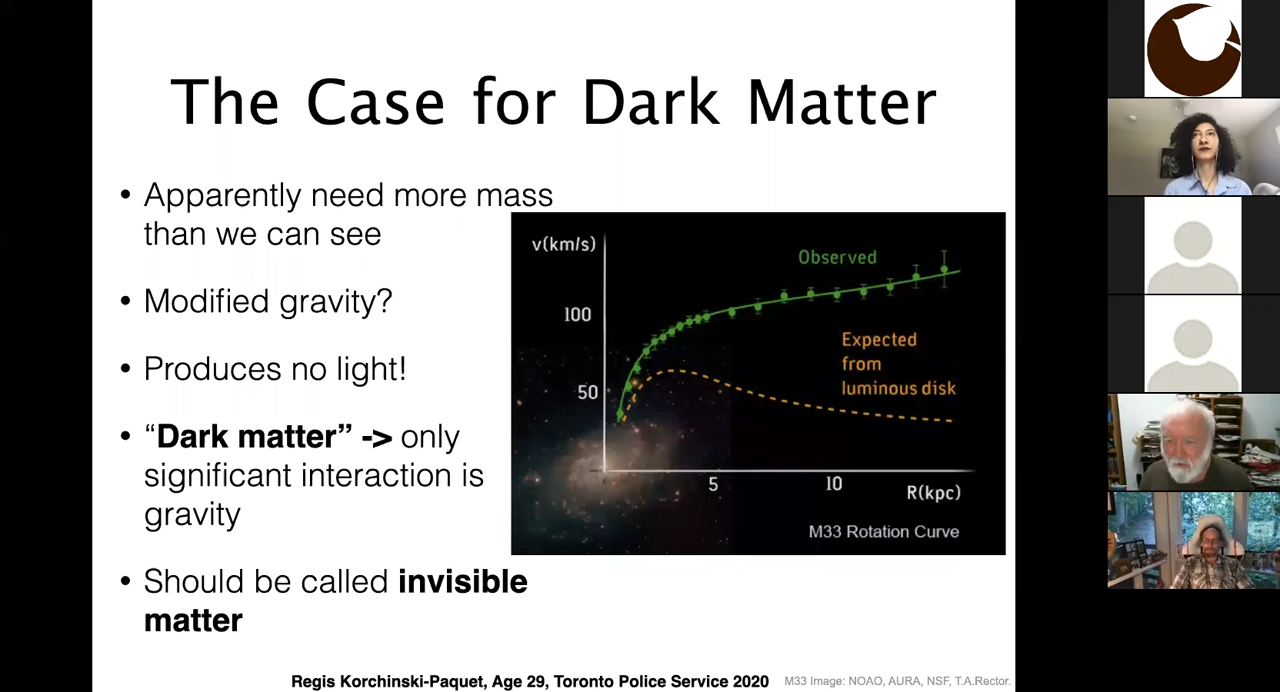 The Case for Dark Matter
• Apparently need more mass
than we can see
• Modified gravity?
• Produces no light!
• “Dark matter” -> only
significant interaction is
gravity
• Should be called invisible
matter
v(km/s)
100
50
Observed
Expected
from
luminous disk
5
10
R(kpc)
M33 Rotation Curve
Regis Korchinski-Paquet, Age 29, Toronto Police Service 2020
M33 Image: NOAO, AURA, NSF, T.A.Rector.